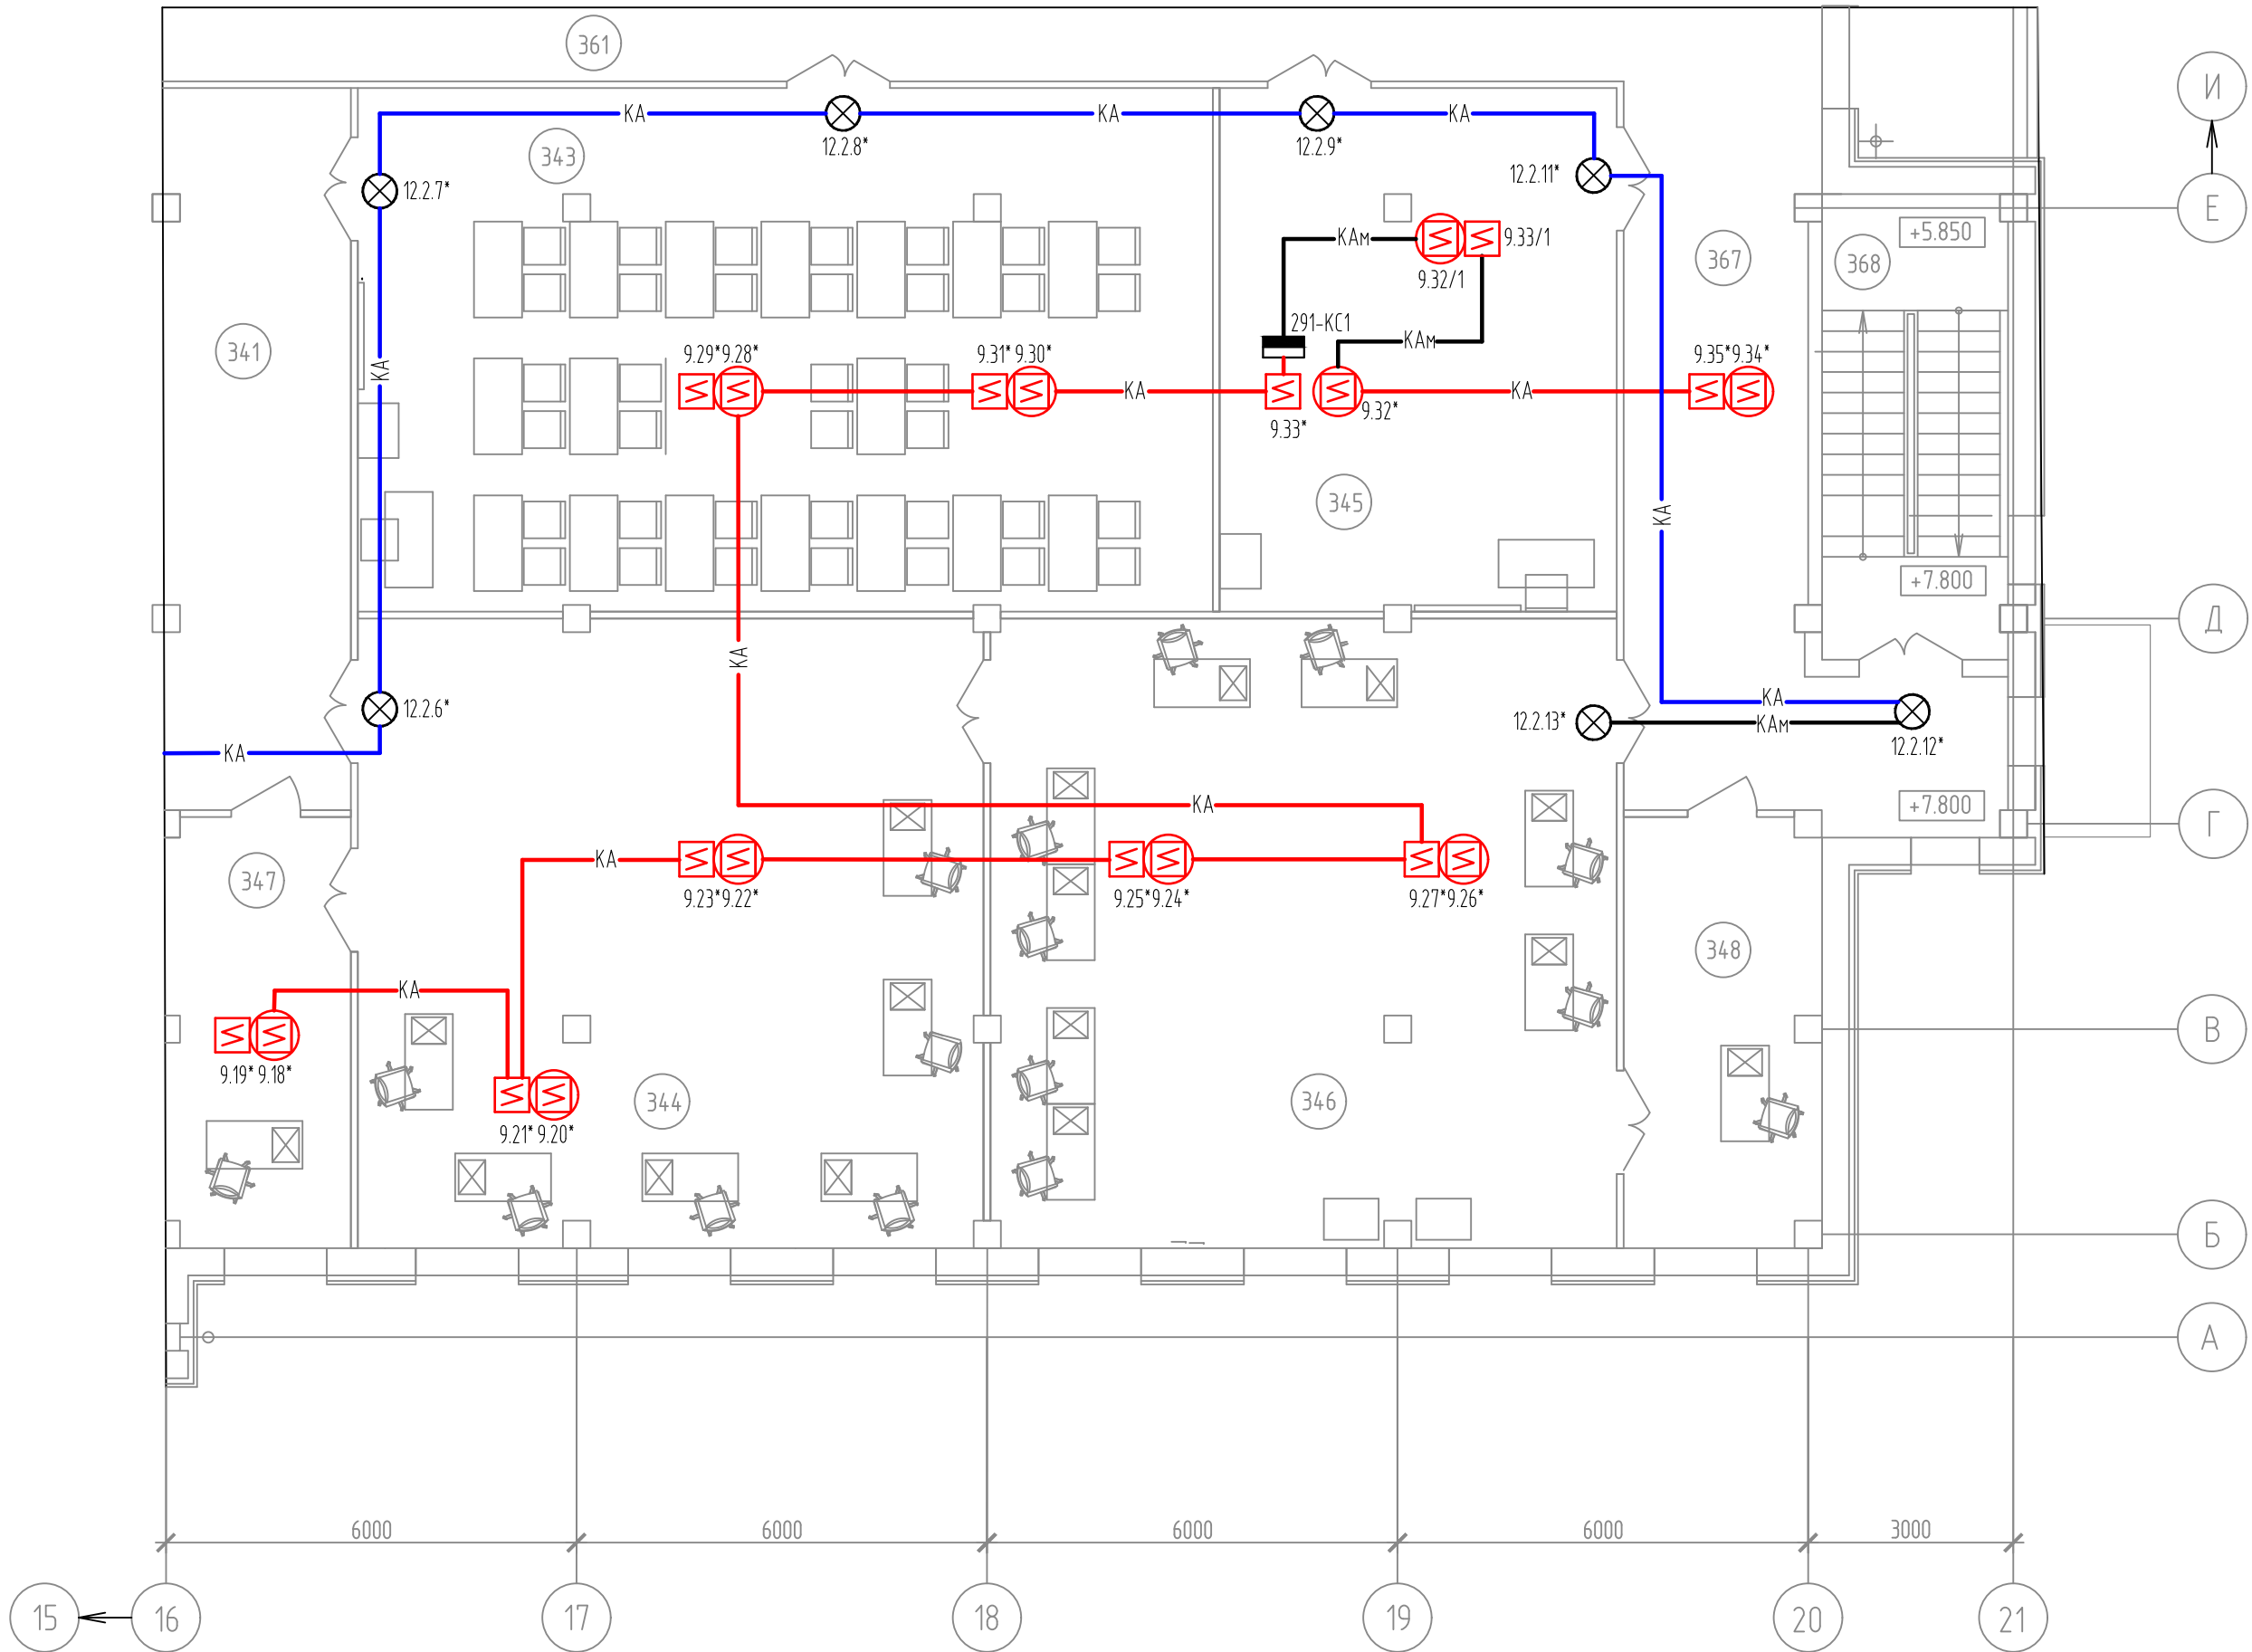 361
И
КА КА КА
12.2.8* 12.2.9*
343
12.2.11*
12.2.7*
Е
+5.850
КАм 9.33/1
367 368
9.32/1
291-КС1
341 КАм
КА
9.29* 9.28* 9.31* 9.30* 9.35* 9.34*
КА КА
9.32*
9.33*
345
КА
+7.800
Д
КА
12.2.6* КА
12.2.13* КАм
12.2.12*
КА
КА +7.800
Г
КА
347
9.23* 9.22* 9.25* 9.24* 9.27* 9.26*
348
КА
В
9.19* 9.18*
344 346
9.21* 9.20*
Б
А
6000 6000 6000 6000 3000
15 16 17 18 19 20 21